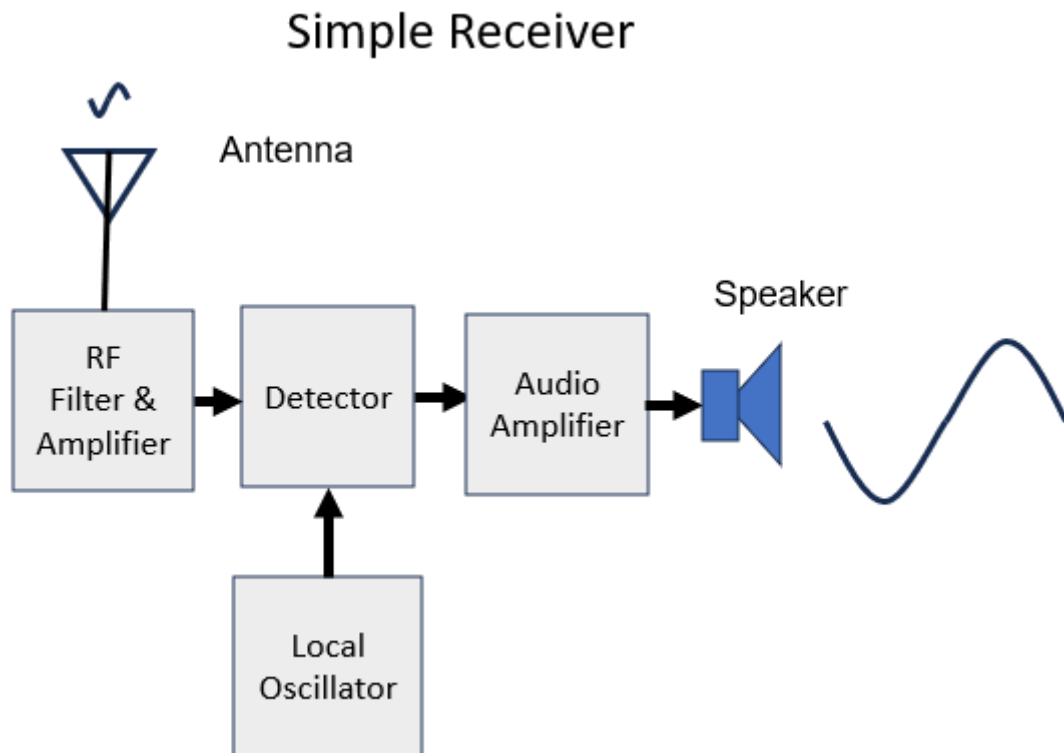 Simple Receiver
Antenna
Speaker
RF
Filter &
Amplifier
Detector
Audio
Amplifier
Local
Oscillator